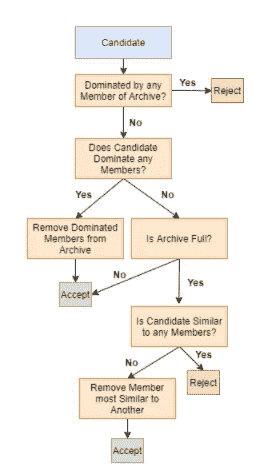 Candidate
Dominated by any
Member of Archive?
Yes
Reject
No
Does Candidate
Dominate any
Members?
Yes
No
Remove Dominated
Members from
Archive
Is Archive Full?
No
Accept
Yes
Is Candidate Similar
to any Members?
No
Yes
Remove Member
most Similar to
Another
Reject
Accept